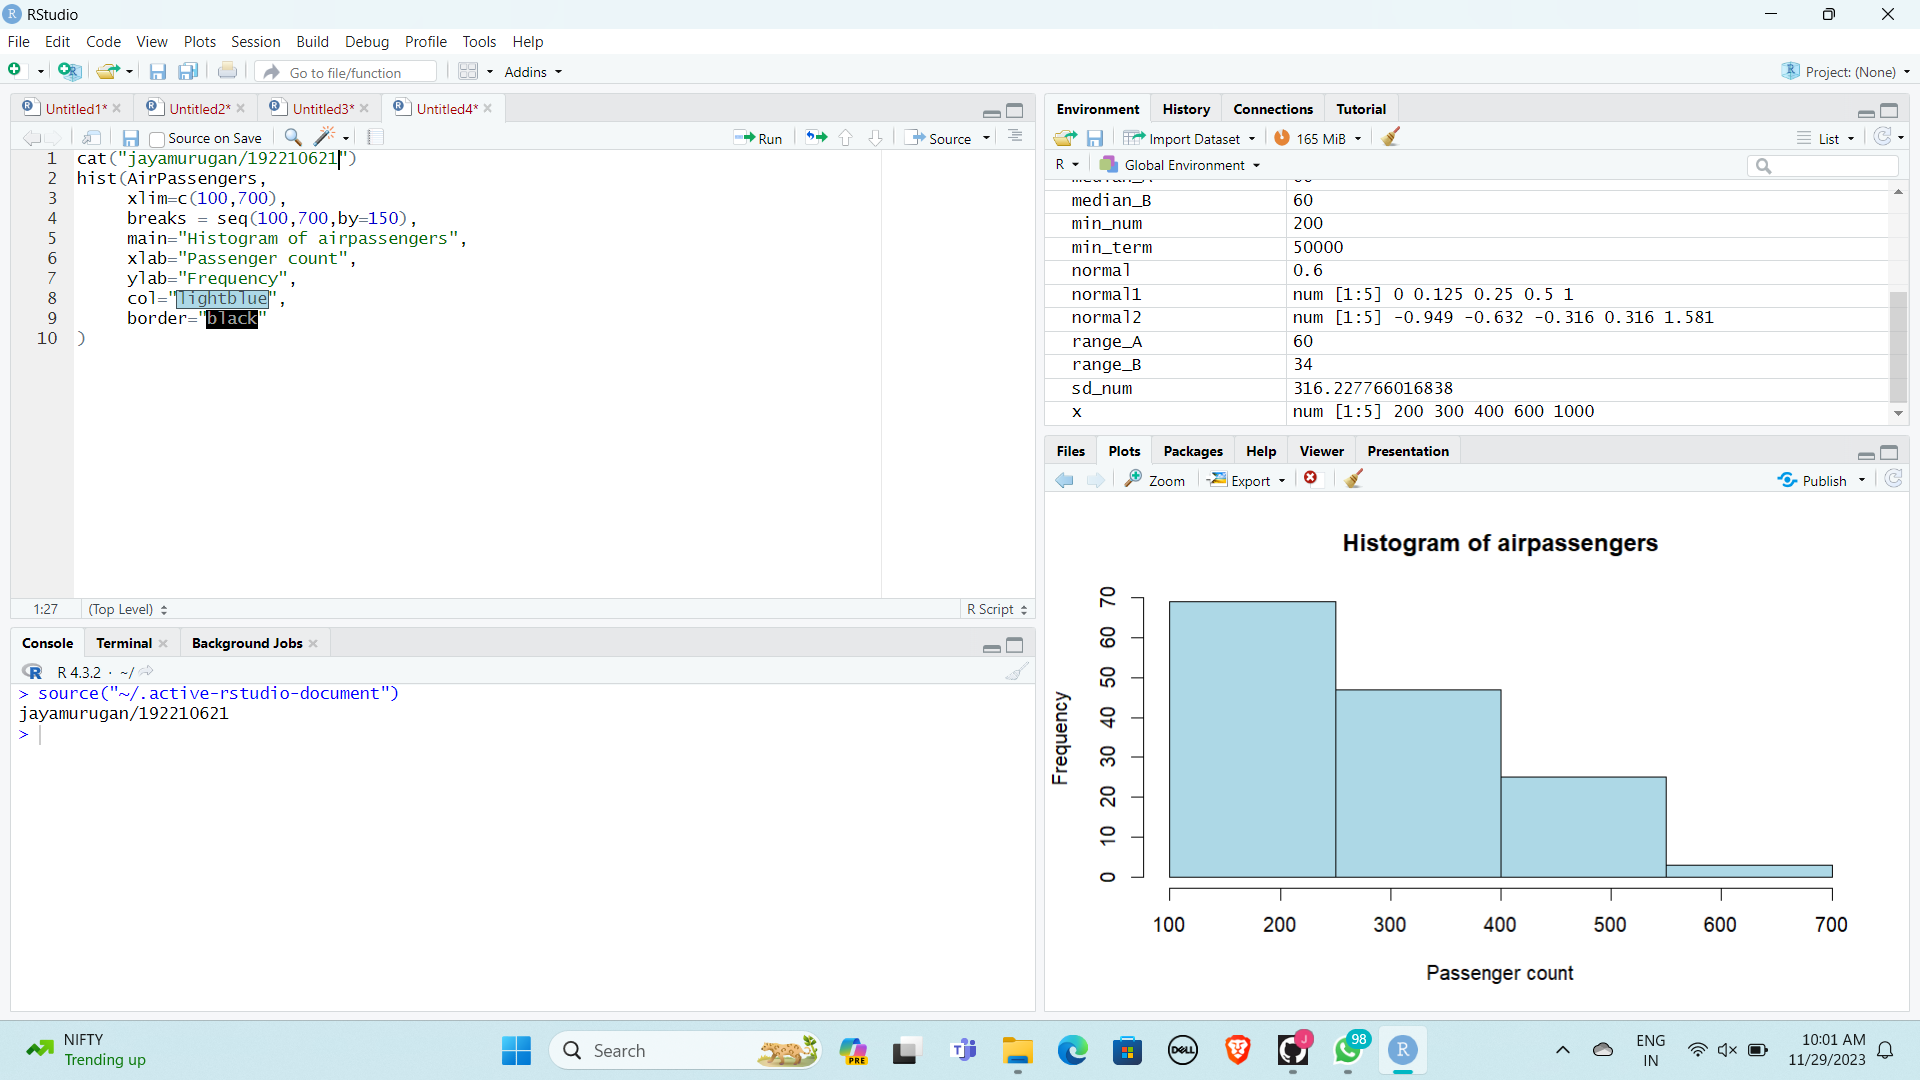 RStudio
File Edit Code View Plots Session Build Debug Profile Tools Help
Go to file/function Addins Project: (None)
Untitled1* Untitled2* Untitled3* Untitled4*
Source on Save Run Source
1 cat("jayamurugan/192210621")
2 hist(AirPassengers,
3 xlim=c(100,700),
4 breaks = seq(100,700,by=150),
5 main="Histogram of airpassengers",
6 xlab="Passenger count",
7 ylab="Frequency",
8 col="lightblue",
9 border="black"
10 )
1:27 (Top Level) R Script
Console Terminal Background Jobs
R 4.3.2 · ~/
> source("~/.active-rstudio-document")
jayamurugan/192210621
>
Environment History Connections Tutorial
Import Dataset 165 MiB List
R Global Environment
median_B 60
min_num 200
min_term 50000
normal 0.6
normal1 num [1:5] 0 0.125 0.25 0.5 1
normal2 num [1:5] -0.949 -0.632 -0.316 0.316 1.581
range_A 60
range_B 34
sd_num 316.227766016838
x num [1:5] 200 300 400 600 1000
Files Plots Packages Help Viewer Presentation
Zoom Export Publish
Histogram of airpassengers
Frequency
70
60
50
40
30
20
10
0
100 200 300 400 500 600 700
Passenger count
NIFTY
Trending up
Search
PRE
DELL
J
98
R
ENG
IN
10:01 AM
11/29/2023